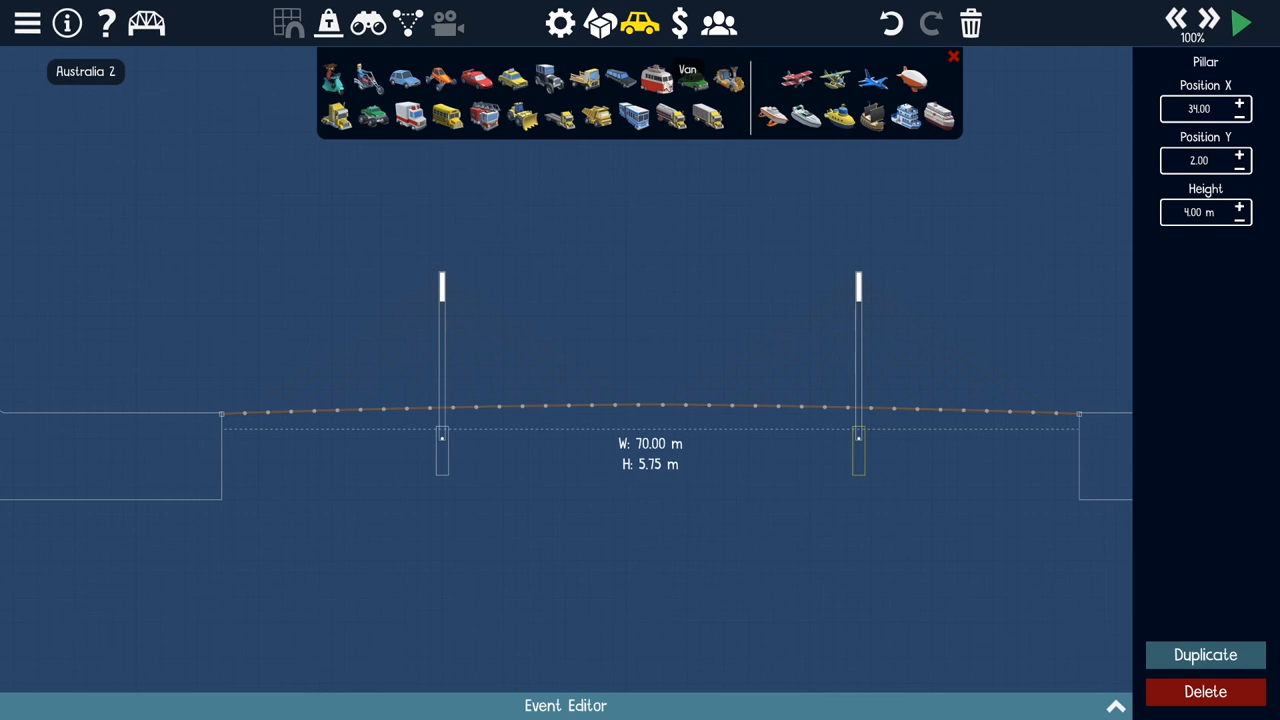 100%
Australia 2
Van
Pillar
Position X
34.00
Position Y
2.00
Height
4.00 m
W: 70.00 m
H: 5.75 m
Duplicate
Delete
Event Editor